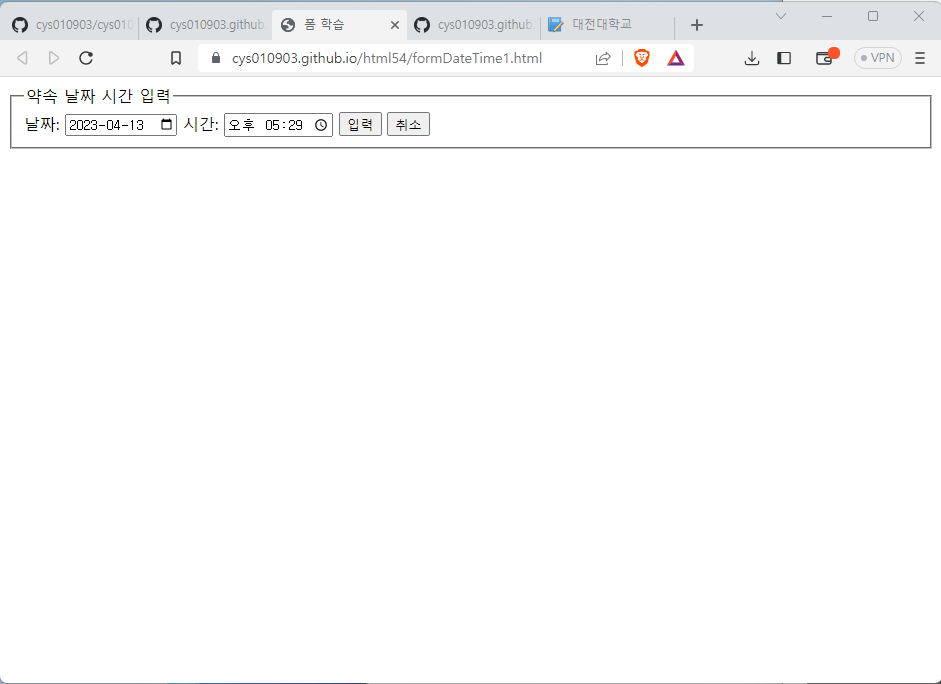 cys010903/cys010
cys010903.github.
폼 학습
cys010903.github.
대전대학교
cys010903.github.io/html54/formDateTime1.html
VPN
약속 날짜 시간 입력
날짜: 2023-04-13 시간: 오후 05:29 입력 취소